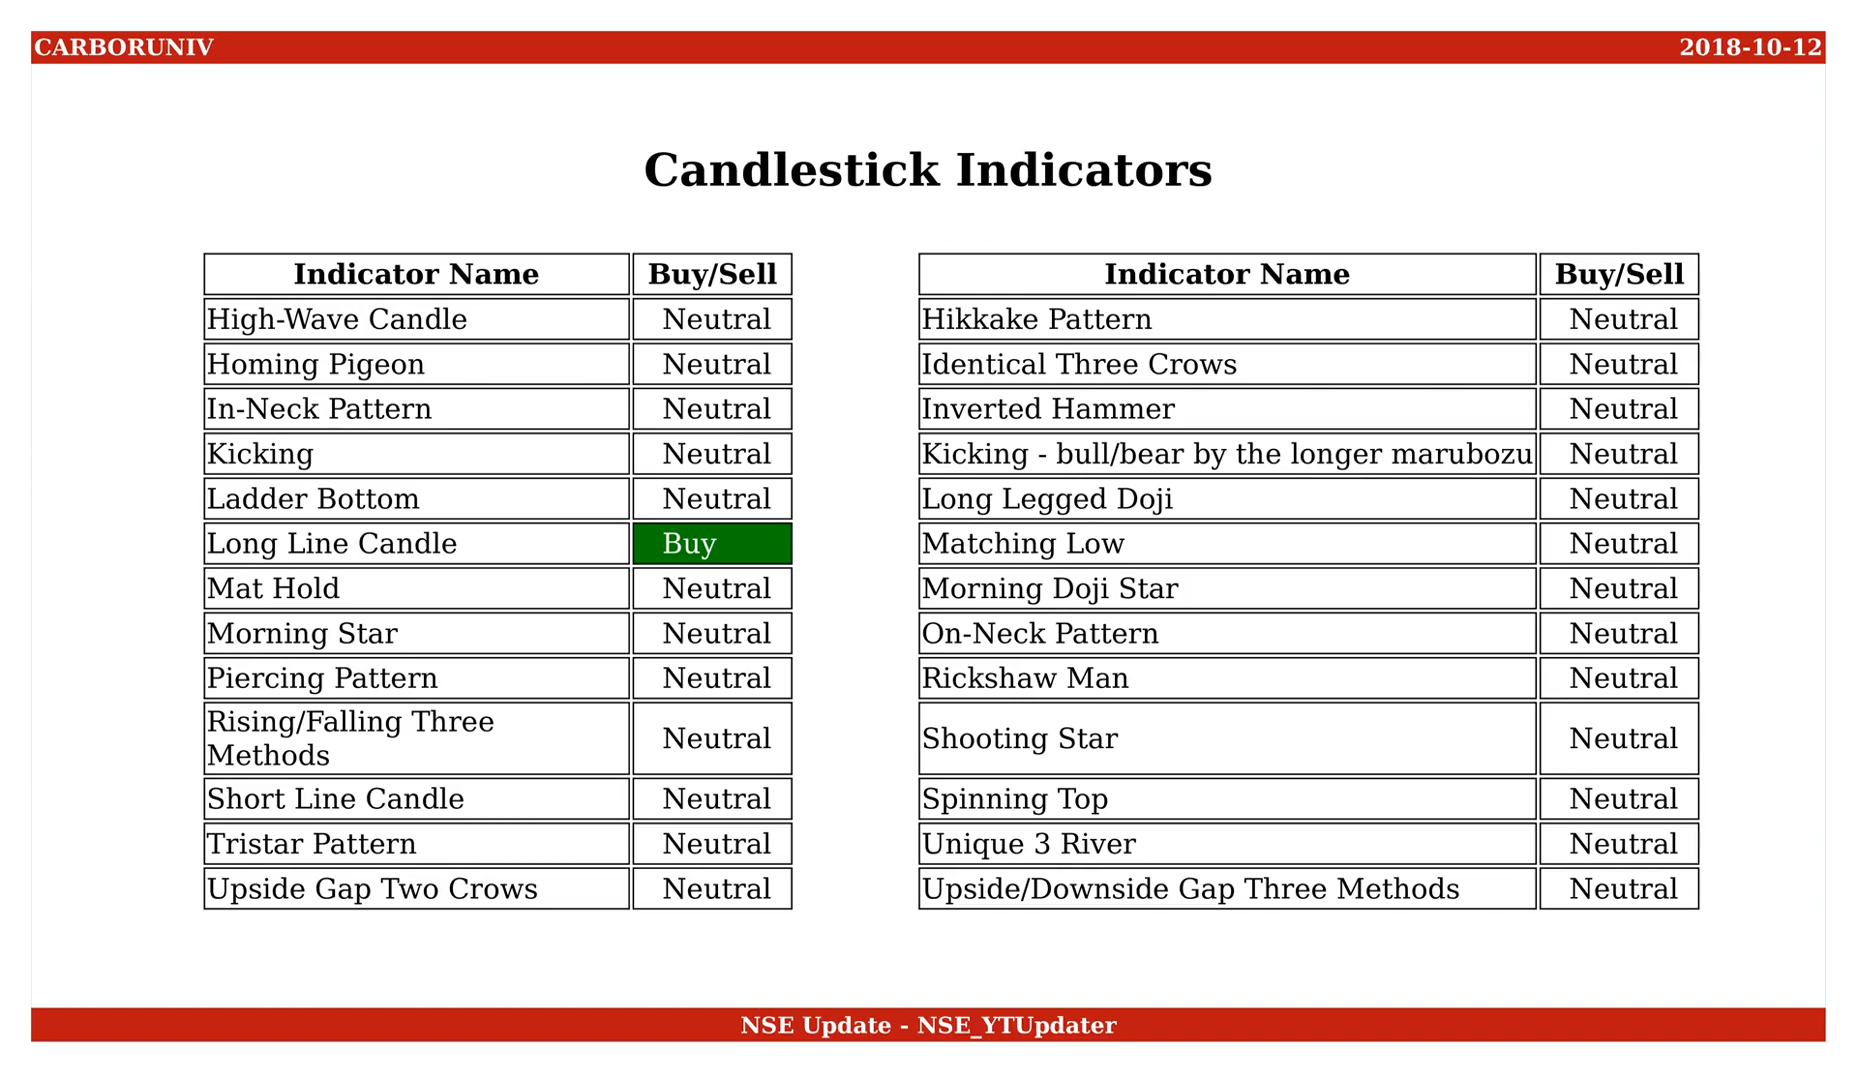 CARBORUNIV 2018-10-12
Candlestick Indicators
Indicator Name Buy/Sell
High-Wave Candle Neutral
Homing Pigeon Neutral
In-Neck Pattern Neutral
Kicking Neutral
Ladder Bottom Neutral
Long Line Candle Buy
Mat Hold Neutral
Morning Star Neutral
Piercing Pattern Neutral
Rising/Falling Three
Methods Neutral
Short Line Candle Neutral
Tristar Pattern Neutral
Upside Gap Two Crows Neutral
Indicator Name Buy/Sell
Hikkake Pattern Neutral
Identical Three Crows Neutral
Inverted Hammer Neutral
Kicking - bull/bear by the longer marubozu Neutral
Long Legged Doji Neutral
Matching Low Neutral
Morning Doji Star Neutral
On-Neck Pattern Neutral
Rickshaw Man Neutral
Shooting Star Neutral
Spinning Top Neutral
Unique 3 River Neutral
Upside/Downside Gap Three Methods Neutral
NSE Update - NSE_YTUpdater